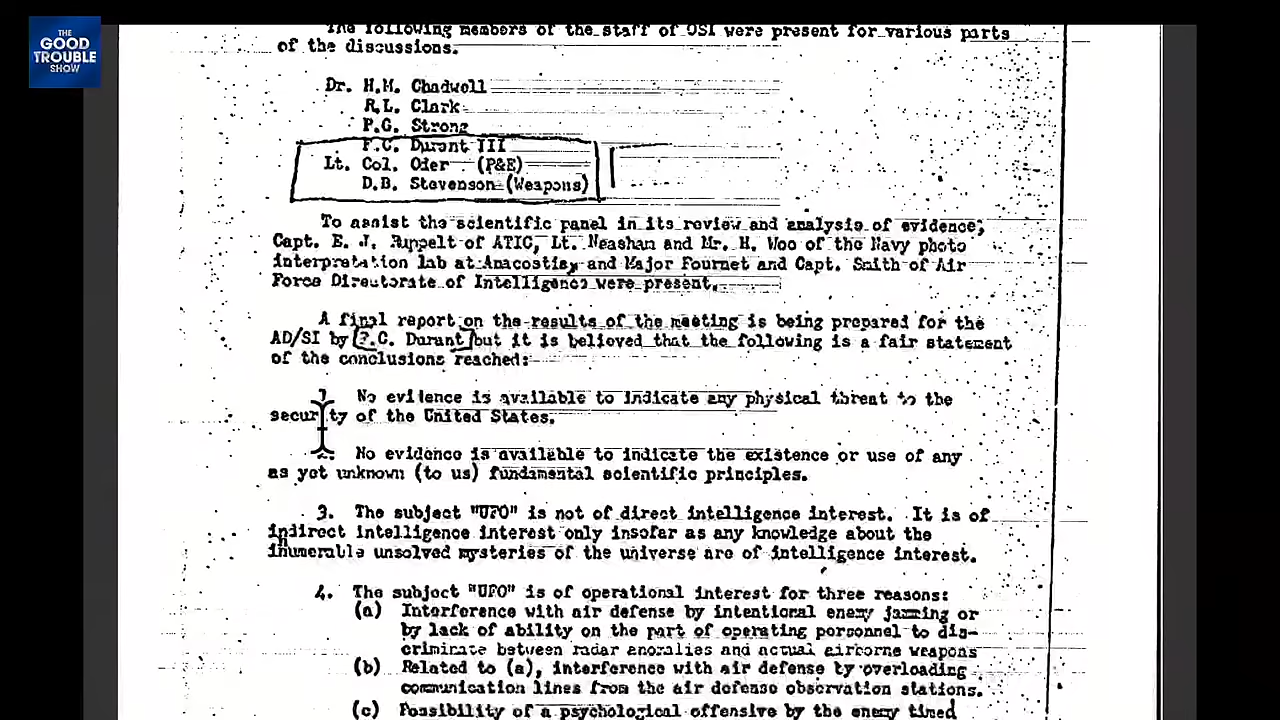 THE
GOOD
TROUBLE
SHOW
The following members of the staff of OSI were present for various parts
of the discussions.
Dr. H.M. Chadwell
R.L. Clark
P.G. Strong
F.C. Durant III
Lt. Col. Oder (P&E)
D.B. Stevenson (Weapons)
To assist the scientific panel in its review and analysis of evidence,
Capt. E. J. Ruppelt of ATIC, Lt. Neashan and Mr. H. Woo of the Navy photo
interpretation lab at Anacostia, and Major Fournet and Capt. Smith of Air
Force Directorate of Intelligence were present.
A final report on the results of the meeting is being prepared for the
AD/SI by F.C. Durant but it is believed that the following is a fair statement
of the conclusions reached:
No evidence is available to indicate any physical threat to the
security of the United States.
No evidence is available to indicate the existence or use of any
as yet unknown (to us) fundamental scientific principles.
3. The subject "UFO" is not of direct intelligence interest. It is of
indirect intelligence interest only insofar as any knowledge about the
inumerable unsolved mysteries of the universe are of intelligence interest.
n
4. The subject "UFO" is of operational interest for three reasons:
(a) Interference with air defense by intentional enemy jamming or
by lack of ability on the part of operating personnel to dis-
criminate between radar anomalies and actual airborne weapons
(b) Related to (a), interference with air defense by overloading
communication lines from the air defense observation stations.
(c) Possibility of a psychological offensive by the enemy timed